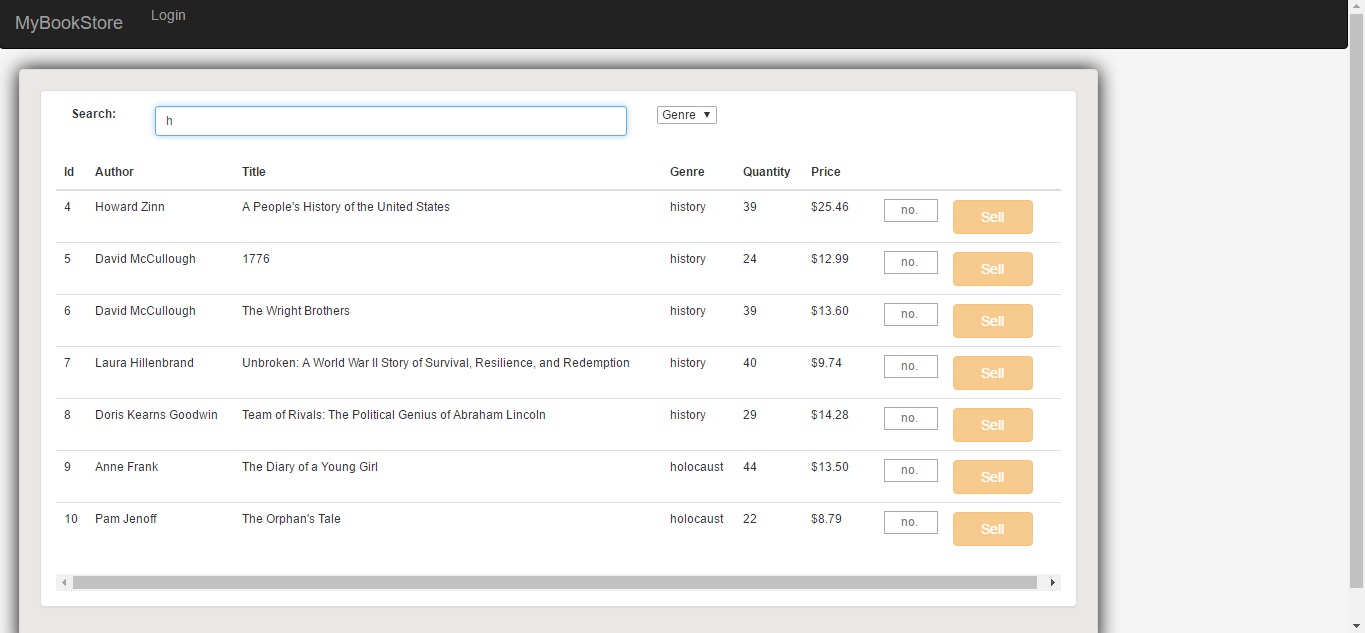 MyBookStore Login
Search: h Genre ▼
Id Author Title Genre Quantity Price
4 Howard Zinn A People's History of the United States history 39 $25.46 no. Sell
5 David McCullough 1776 history 24 $12.99 no. Sell
6 David McCullough The Wright Brothers history 39 $13.60 no. Sell
7 Laura Hillenbrand Unbroken: A World War II Story of Survival, Resilience, and Redemption history 40 $9.74 no. Sell
8 Doris Kearns Goodwin Team of Rivals: The Political Genius of Abraham Lincoln history 29 $14.28 no. Sell
9 Anne Frank The Diary of a Young Girl holocaust 44 $13.50 no. Sell
10 Pam Jenoff The Orphan's Tale holocaust 22 $8.79 no. Sell